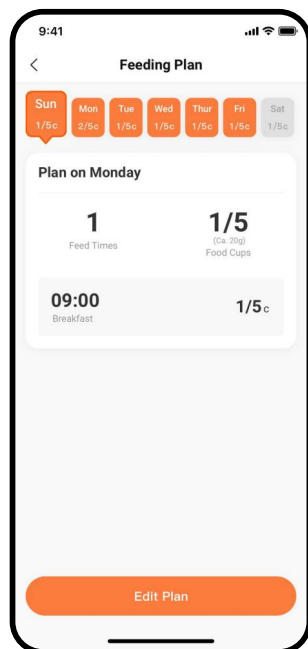 9:41
Feeding Plan
Sun Mon Tue Wed Thur Fri Sat
1/5c 2/5c 1/5c 1/5c 1/5c 1/5c 1/5c
Plan on Monday
1 1/5
(Ca. 20g)
Feed Times Food Cups
09:00 1/5 c
Breakfast
Edit Plan